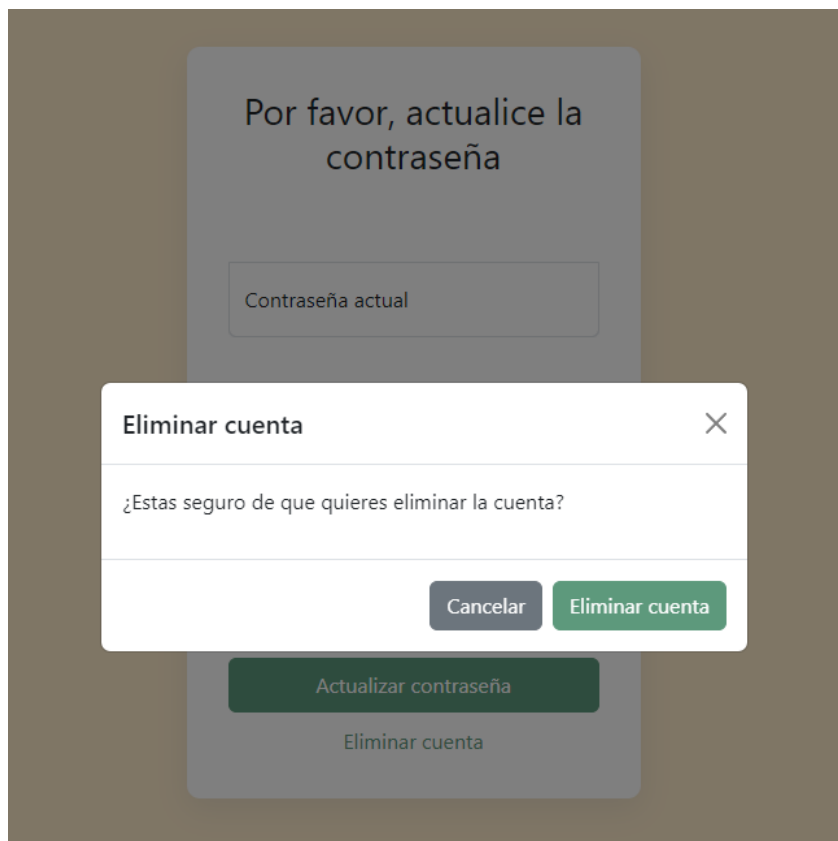 Por favor, actualice la
contraseña
Contraseña actual
Eliminar cuenta
¿Estas seguro de que quieres eliminar la cuenta?
Cancelar
Eliminar cuenta
Actualizar contraseña
Eliminar cuenta